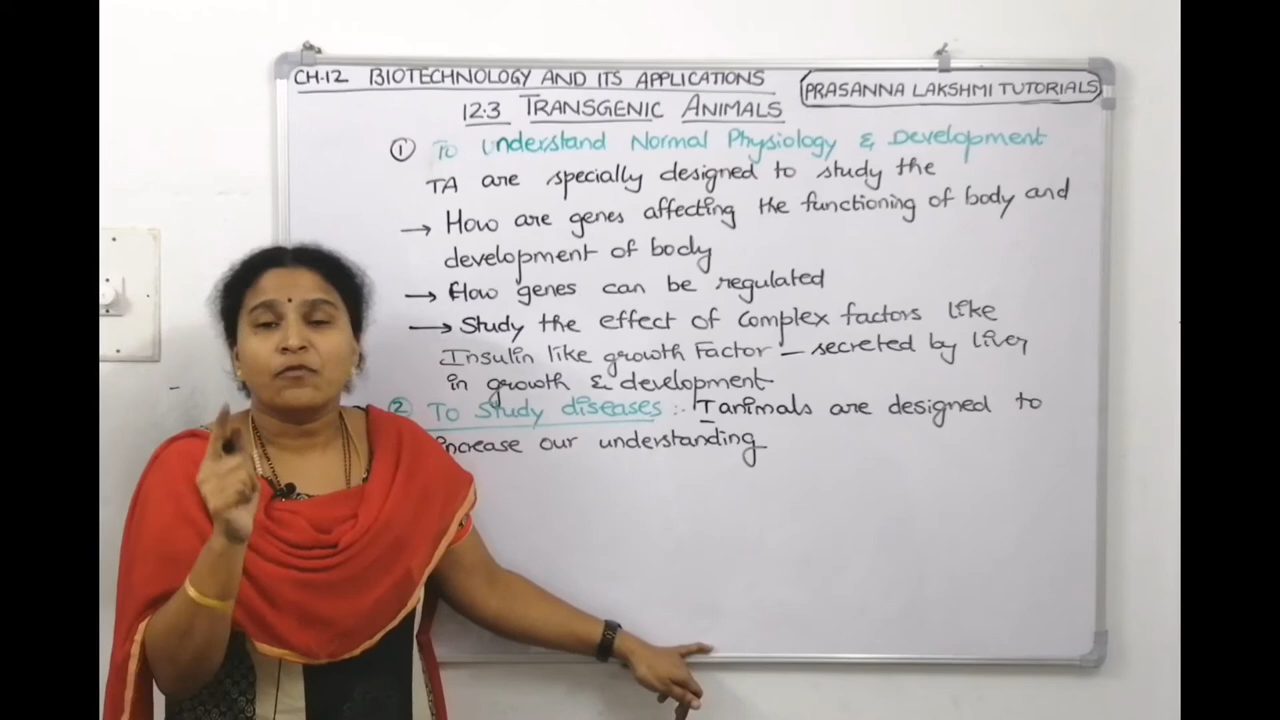 CH.12 BIOTECHNOLOGY AND ITS APPLICATIONS
PRASANNA LAKSHMI TUTORIALS
12.3 TRANSGENIC ANIMALS
① To Understand Normal Physiology & Development
TA are specially designed to study the
→ How are genes affecting the functioning of body and
development of body
→ How genes can be regulated
→ Study the effect of complex factors like
Insulin like growth Factor – secreted by liver
in growth & development
② To Study diseases :- T animals are designed to
increase our understanding